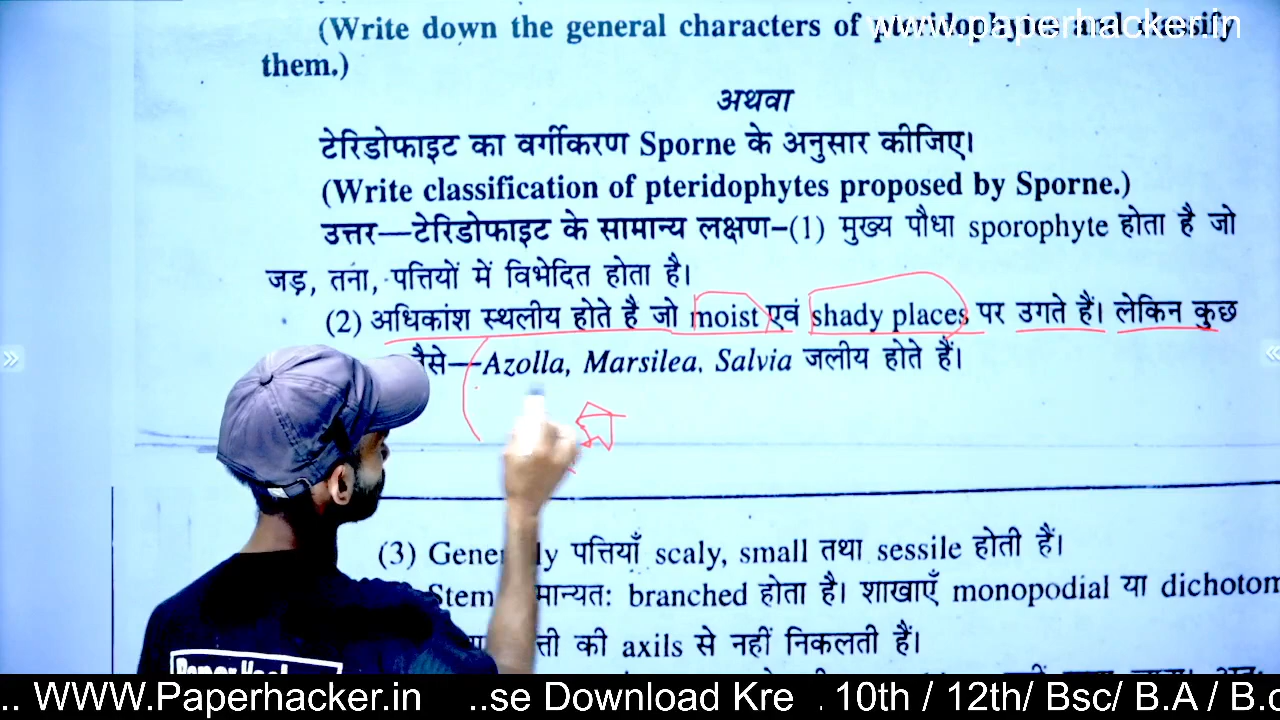 (Write down the general characters of pteridophytes and classify
www.paperhacker.in
them.)
अथवा
टेरिडोफाइट का वर्गीकरण Sporne के अनुसार कीजिए।
(Write classification of pteridophytes proposed by Sporne.)
उत्तर—टेरिडोफाइट के सामान्य लक्षण–(1) मुख्य पौधा sporophyte होता है जो
जड़, तना, पत्तियों में विभेदित होता है।
(2) अधिकांश स्थलीय होते है जो moist एवं shady places पर उगते हैं। लेकिन कुछ
—Azolla, Marsilea, Salvia जलीय होते हैं।
(3) पत्तियाँ scaly, small तथा sessile होती हैं।
Stem branched होता है। शाखाएँ monopodial या dichotom
की axils से नहीं निकलती हैं।
.. WWW.Paperhacker.in ..se Download Kre . 10th / 12th/ Bsc/ B.A / B.c